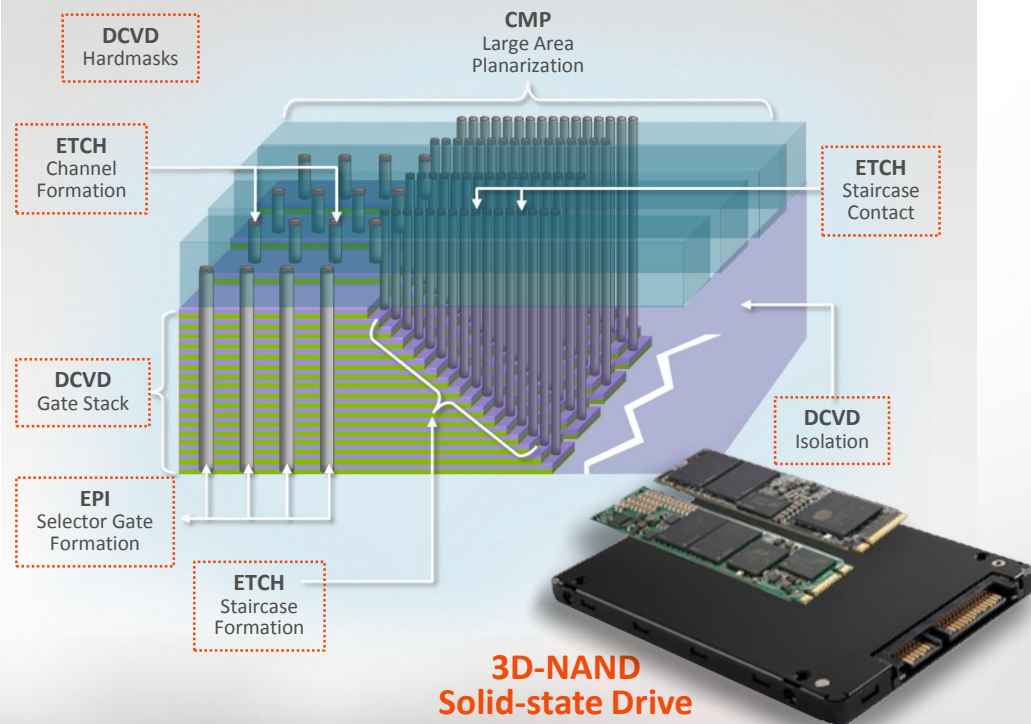 DCVD
Hardmasks
CMP
Large Area
Planarization
ETCH
Channel
Formation
ETCH
Staircase
Contact
DCVD
Gate Stack
DCVD
Isolation
EPI
Selector Gate
Formation
ETCH
Staircase
Formation
3D-NAND
Solid-state Drive